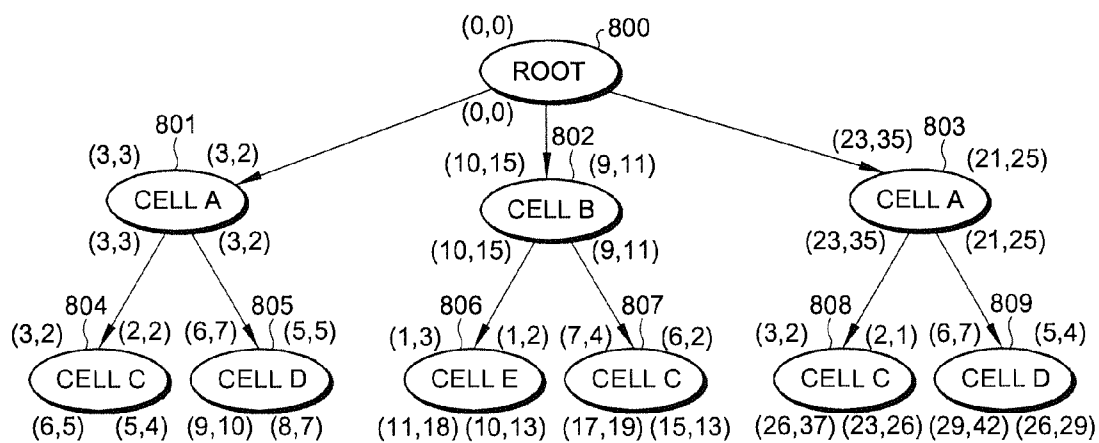 (0,0) 800
ROOT
(0,0)
801 802 803
(3,3) (3,2) (10,15) (9,11) (23,35) (21,25)
CELL A CELL B CELL A
(3,3) (3,2) (10,15) (9,11) (23,35) (21,25)
804 805 806 807 808 809
(3,2) (2,2) (6,7) (5,5) (1,3) (1,2) (7,4) (6,2) (3,2) (2,1) (6,7) (5,4)
CELL C CELL D CELL E CELL C CELL C CELL D
(6,5) (5,4) (9,10) (8,7) (11,18) (10,13) (17,19) (15,13) (26,37) (23,26) (29,42) (26,29)